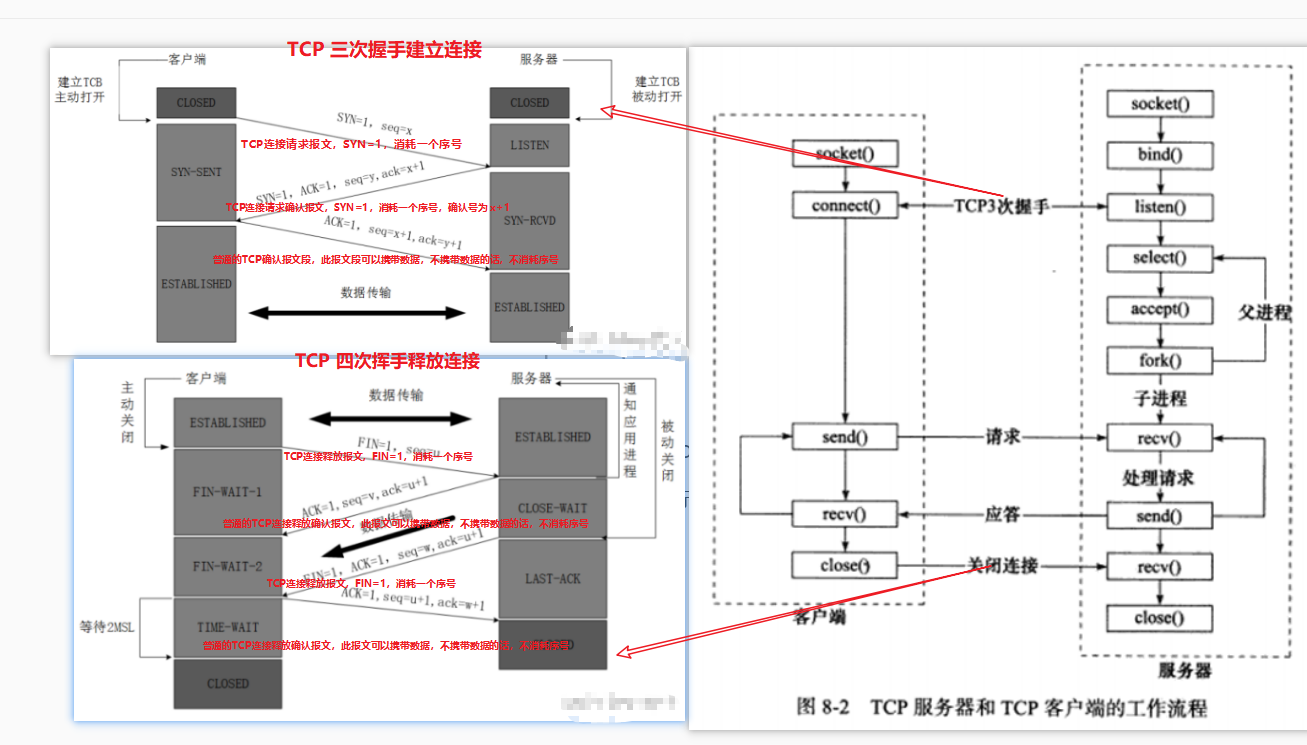 TCP 三次握手建立连接
客户端
服务器
建立TCB
主动打开
建立TCB
被动打开
CLOSED
CLOSED
SYN=1, seq=x
TCP连接请求报文，SYN=1，消耗一个序号
LISTEN
SYN-SENT
SYN=1, ACK=1, seq=y,ack=x+1
TCP连接请求确认报文，SYN=1，消耗一个序号，确认号为x+1
SYN-RCVD
ACK=1, seq=x+1,ack=y+1
普通的TCP确认报文段，此报文段可以携带数据，不携带数据的话，不消耗序号
ESTABLISHED
数据传输
ESTABLISHED
TCP 四次挥手释放连接
客户端
服务器
主动关闭
通知应用进程
被动关闭
数据传输
ESTABLISHED
ESTABLISHED
FIN=1, seq=u
TCP连接释放报文，FIN=1，消耗一个序号
FIN-WAIT-1
ACK=1,seq=v,ack=u+1
CLOSE-WAIT
普通的TCP连接释放确认报文，此报文可以携带数据，不携带数据的话，不消耗序号
数据传输
FIN-WAIT-2
FIN=1, ACK=1, seq=w,ack=u+1
LAST-ACK
TCP连接释放报文，FIN=1，消耗一个序号
ACK=1,seq=u+1,ack=w+1
等待2MSL
TIME-WAIT
普通的TCP连接释放确认报文，此报文可以携带数据，不携带数据的话，不消耗序号
CLOSED
CLOSED
socket()
bind()
socket()
connect()
TCP3次握手
listen()
select()
accept()
父进程
fork()
子进程
send()
请求
recv()
处理请求
recv()
应答
send()
close()
关闭连接
recv()
客户端
close()
服务器
图 8-2 TCP 服务器和 TCP 客户端的工作流程